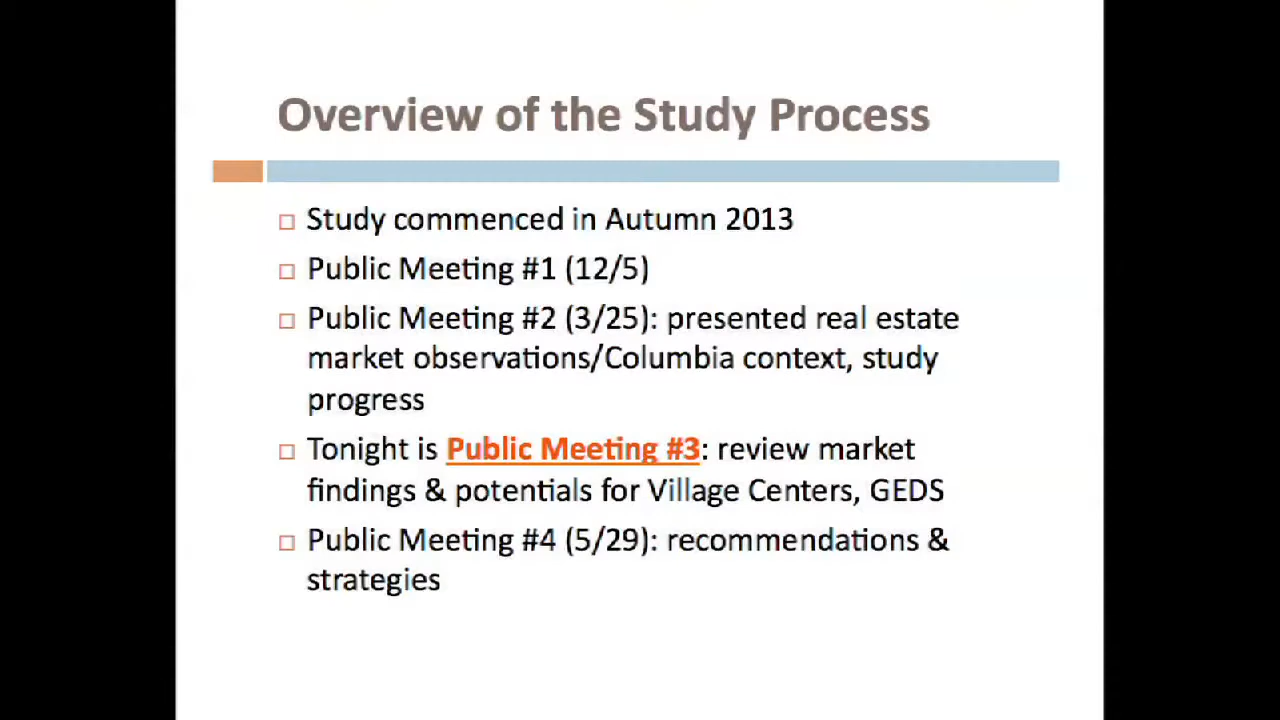 Overview of the Study Process
Study commenced in Autumn 2013
Public Meeting #1 (12/5)
Public Meeting #2 (3/25): presented real estate
market observations/Columbia context, study
progress
Tonight is Public Meeting #3: review market
findings & potentials for Village Centers, GEDS
Public Meeting #4 (5/29): recommendations &
strategies